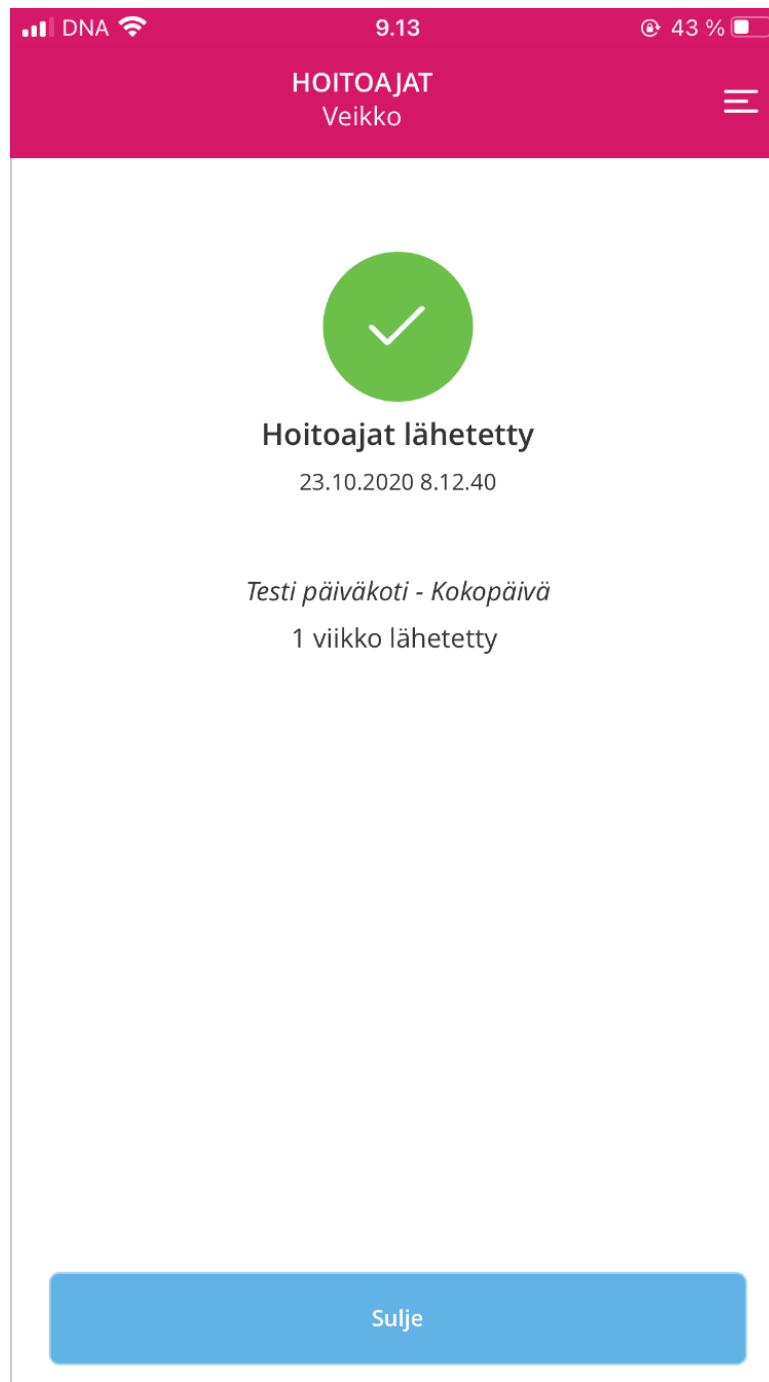 DNA 9.13 43 %
HOITOAJAT
Veikko
Hoitoajat lähetetty
23.10.2020 8.12.40
Testi päiväkoti - Kokopäivä
1 viikko lähetetty
Sulje